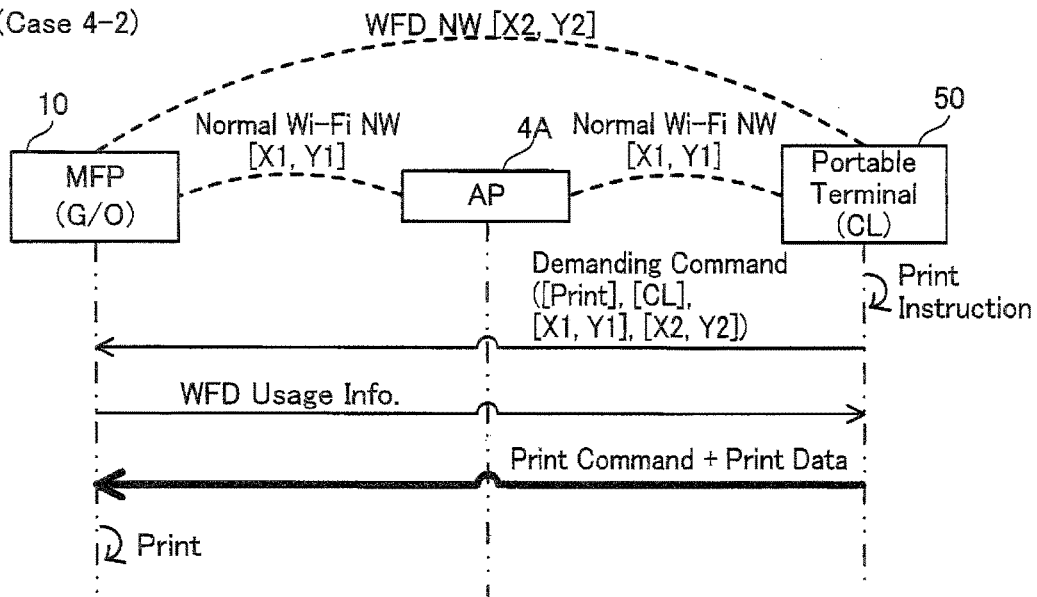 (Case 4-2)
WFD NW [X2, Y2]
10
50
Normal Wi-Fi NW
[X1, Y1]
4A
Normal Wi-Fi NW
[X1, Y1]
MFP
(G/O)
AP
Portable
Terminal
(CL)
Demanding Command
([Print], [CL],
[X1, Y1], [X2, Y2])
Print
Instruction
WFD Usage Info.
Print Command + Print Data
Print